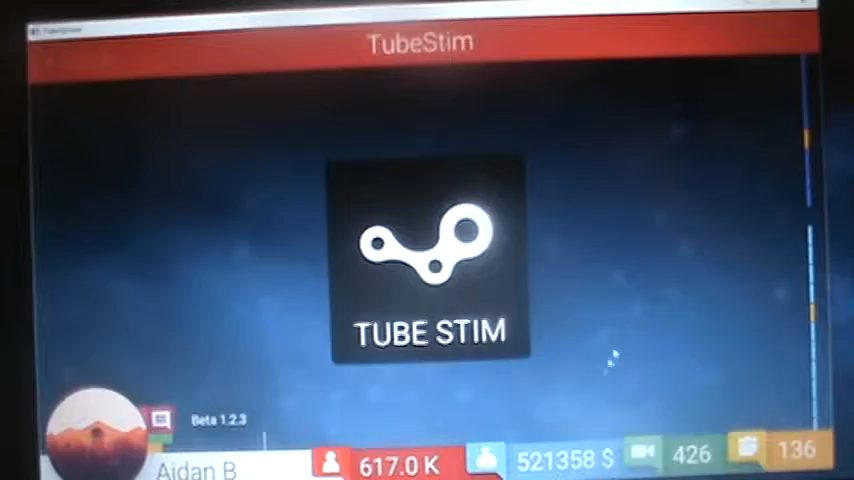 TubeStim
TUBE STIM
Beta 1.2.3
Aidan B
617.0 K
521358 $
426
136